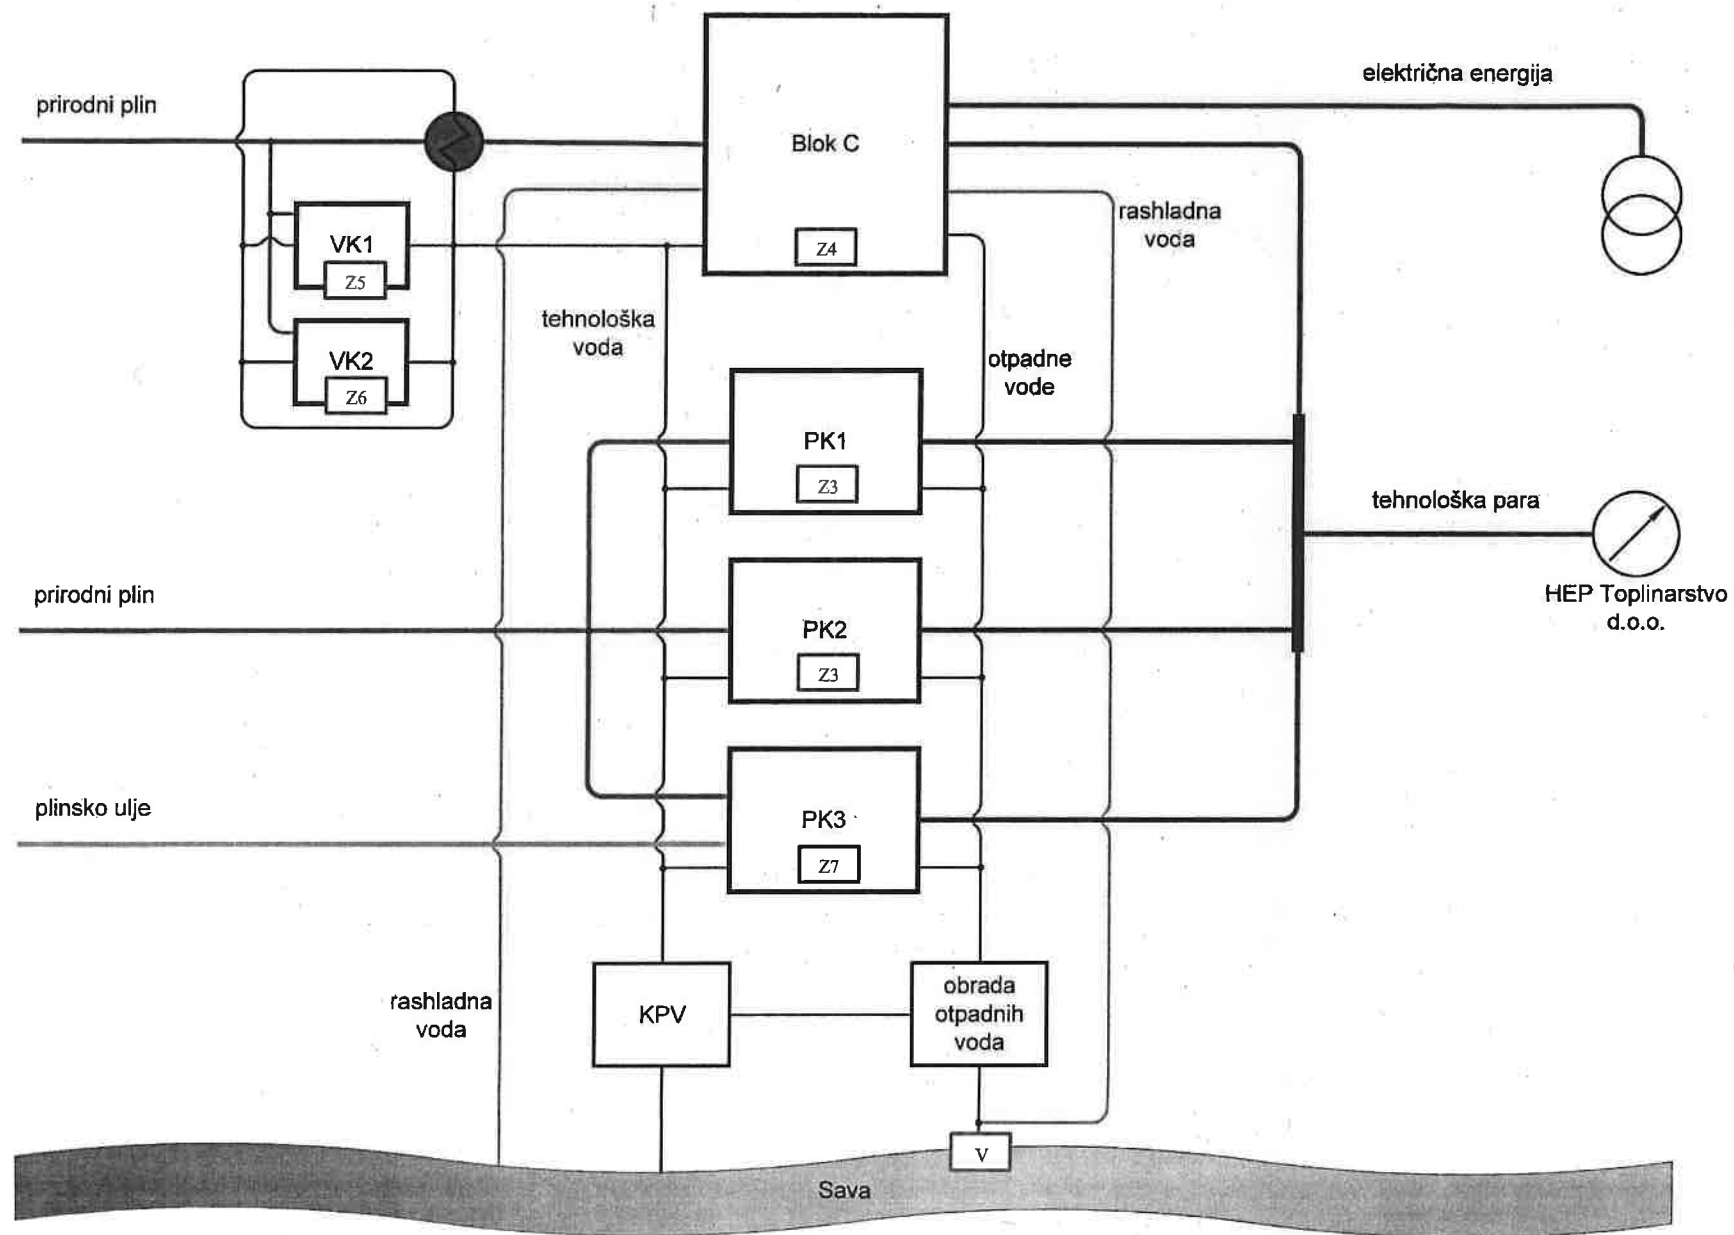 električna energija
prirodni plin
Blok C
rashladna
voda
VK1
Z4
Z5
tehnološka
voda
VK2
otpadne
vode
Z6
PK1
Z3
tehnološka para
prirodni plin
HEP Toplinarstvo
d.o.o.
PK2
Z3
plinsko ulje
PK3
Z7
rashladna
voda
KPV
obrada
otpadnih
voda
V
Sava